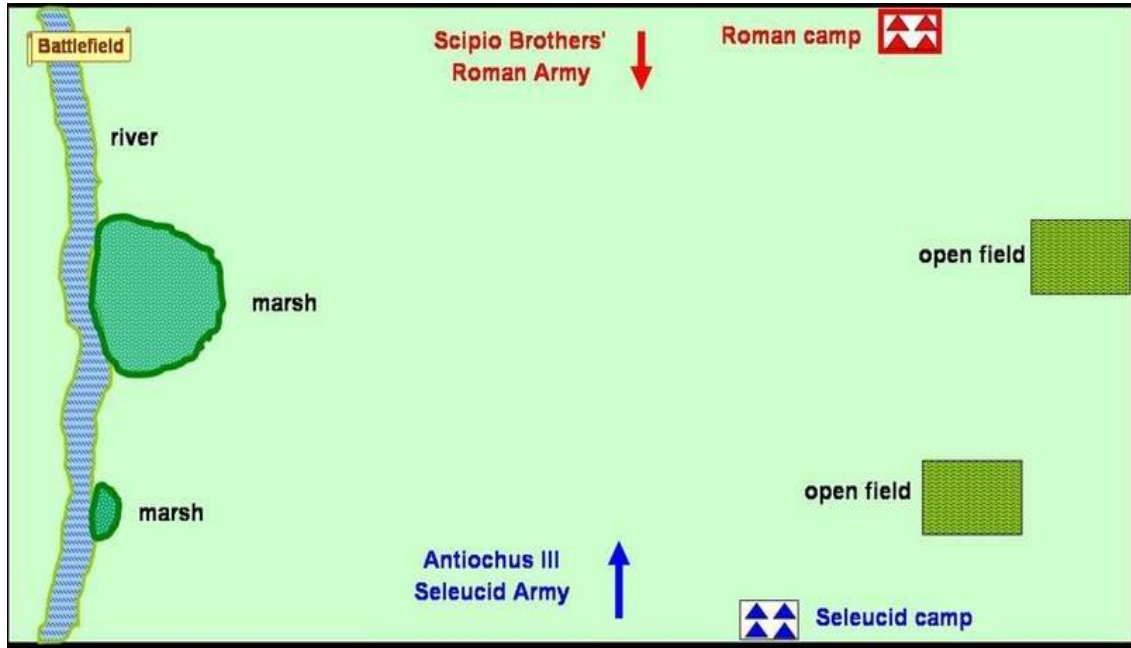 Battlefield
Scipio Brothers'
Roman Army
Roman camp
river
open field
marsh
open field
marsh
Antiochus III
Seleucid Army
Seleucid camp